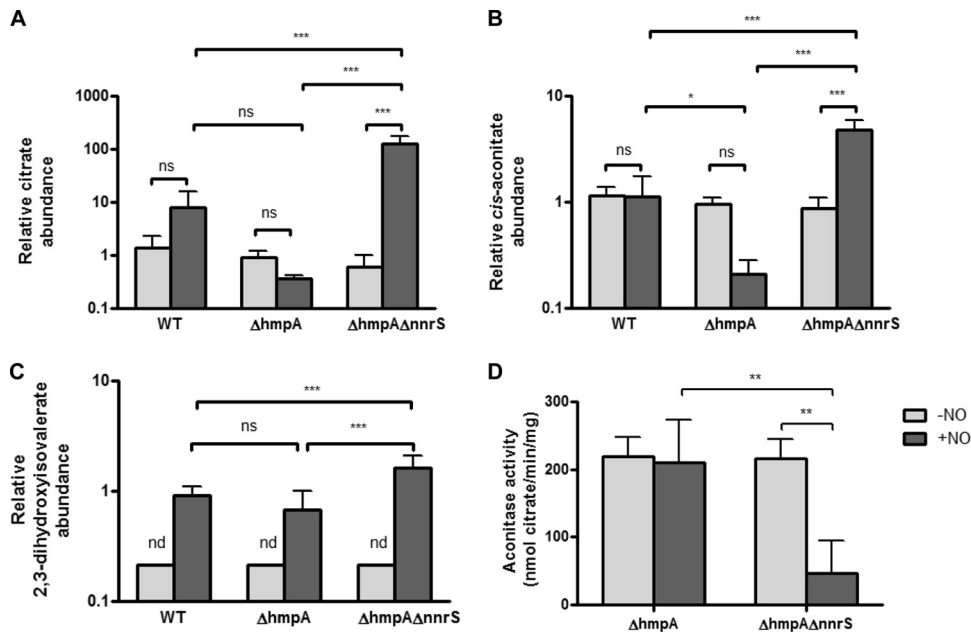 A
Relative citrate
abundance
1000
100
10
1
0.1
***
***
ns
***
ns
ns
WT
ΔhmpA
ΔhmpAΔnnrS
B
Relative cis-aconitate
abundance
10
1
0.1
***
***
*
***
ns
ns
WT
ΔhmpA
ΔhmpAΔnnrS
C
Relative
2,3-dihydroxyisovalerate
abundance
10
1
0.1
***
ns
***
nd
nd
nd
WT
ΔhmpA
ΔhmpAΔnnrS
D
Aconitase activity
(nmol citrate/min/mg)
300
200
100
0
**
**
ΔhmpA
ΔhmpAΔnnrS
-NO
+NO